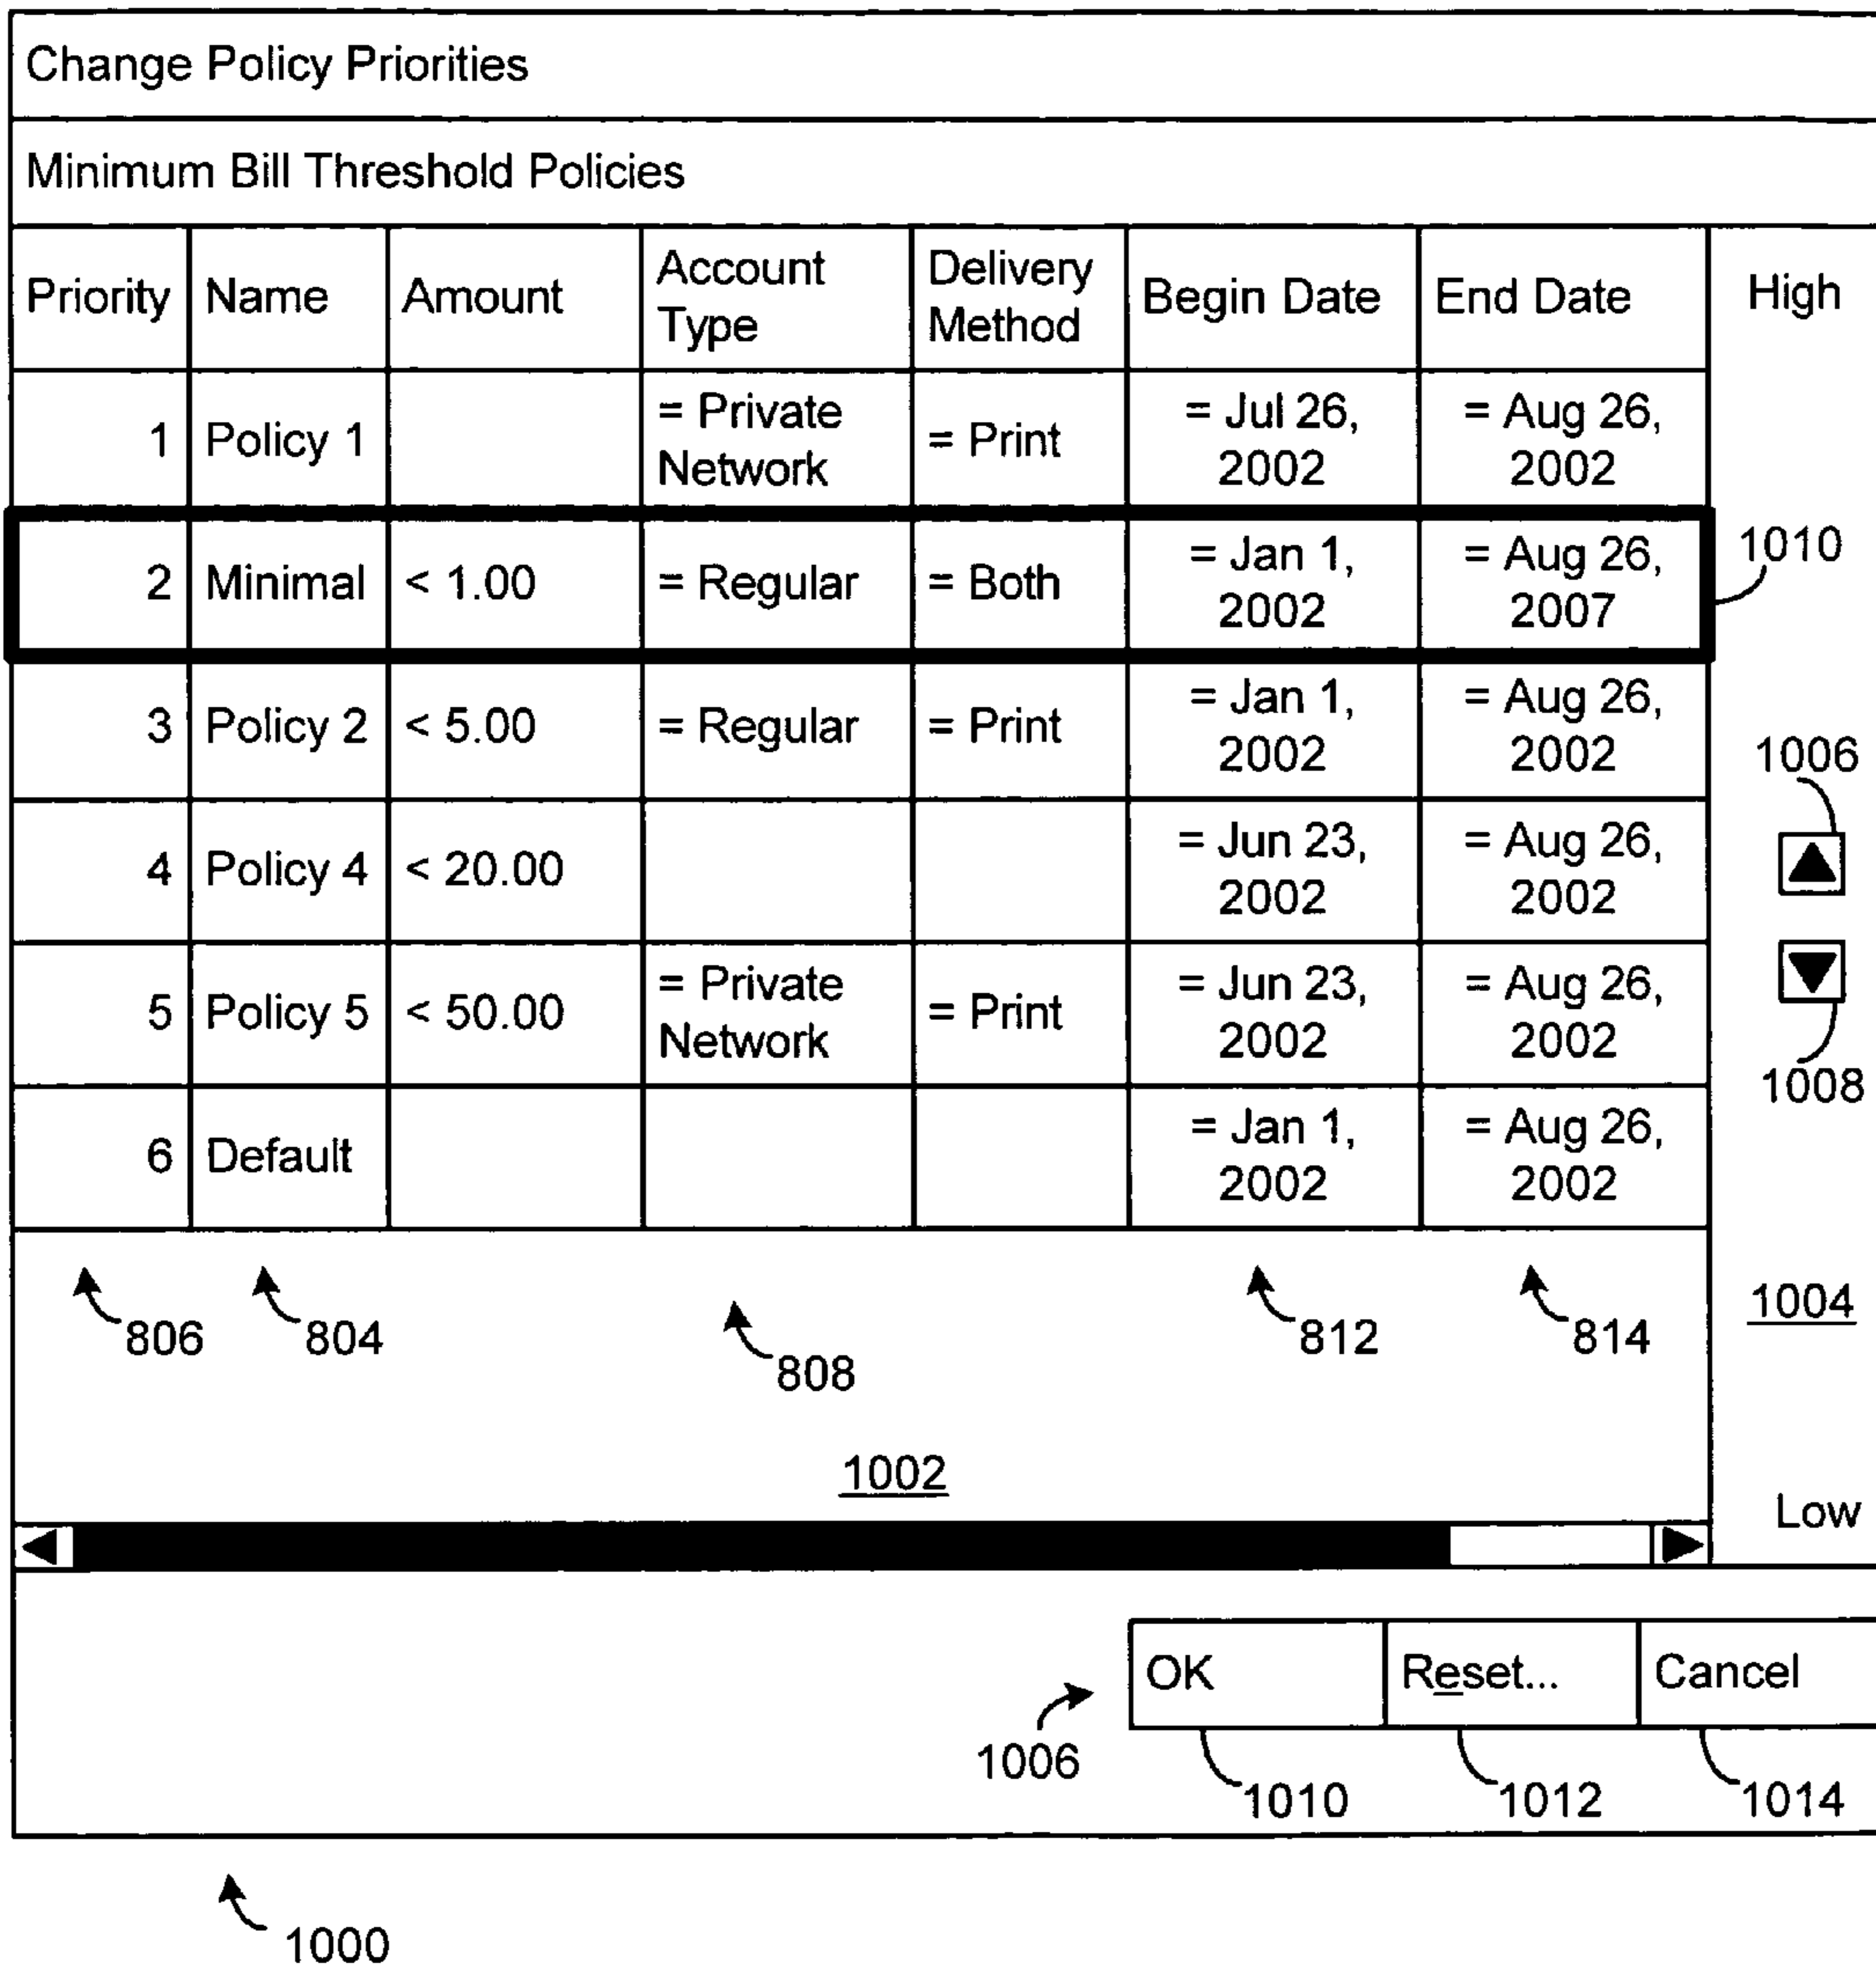 Change Policy Priorities
Minimum Bill Threshold Policies
Priority Name Amount Account Type Delivery Method Begin Date End Date High
1 Policy 1 = Private Network = Print = Jul 26, 2002 = Aug 26, 2002
2 Minimal < 1.00 = Regular = Both = Jan 1, 2002 = Aug 26, 2007
1010
3 Policy 2 < 5.00 = Regular = Print = Jan 1, 2002 = Aug 26, 2002
1006
4 Policy 4 < 20.00 = Jun 23, 2002 = Aug 26, 2002
5 Policy 5 < 50.00 = Private Network = Print = Jun 23, 2002 = Aug 26, 2002
1008
6 Default = Jan 1, 2002 = Aug 26, 2002
806 804 808 812 814 1004
1002
Low
OK Reset... Cancel
1006 1010 1012 1014
1000